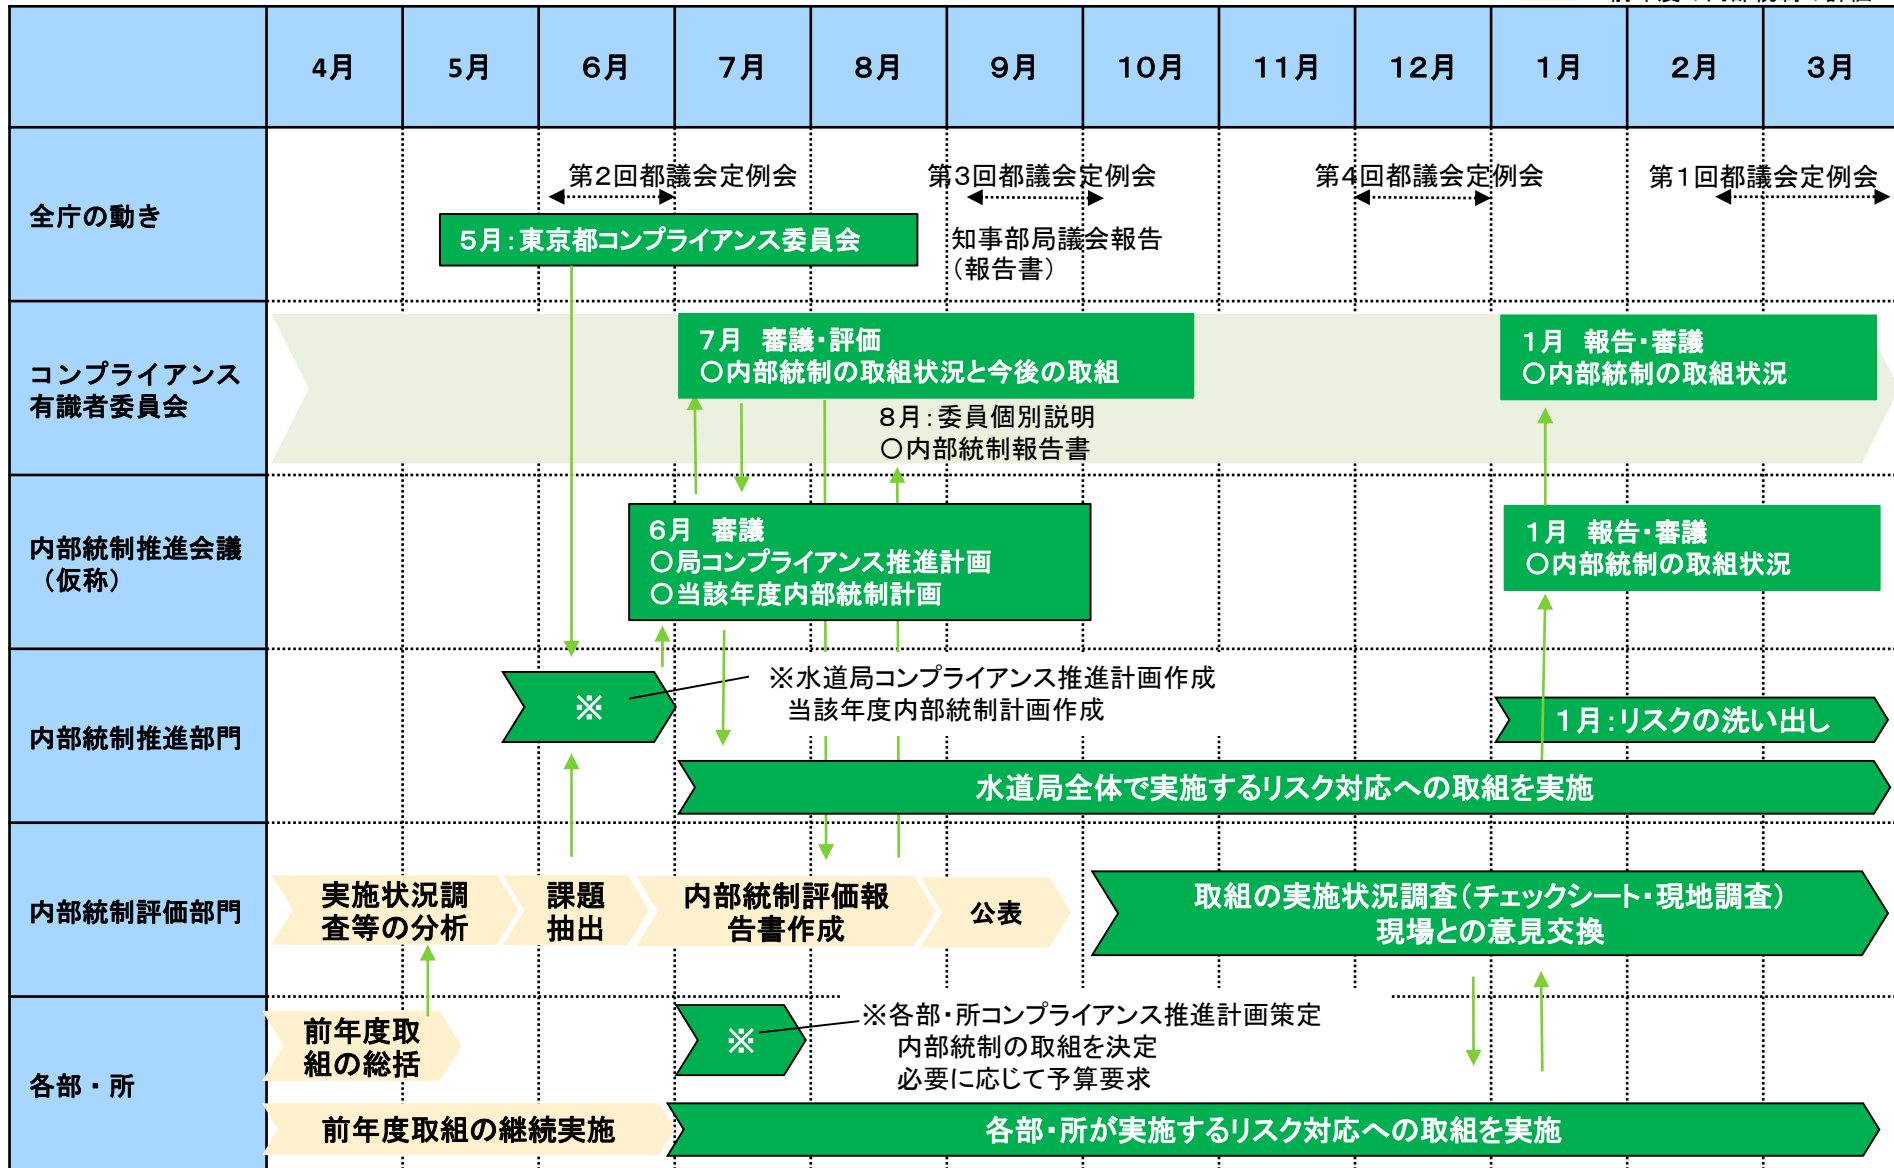 4月
5月
6月
7月
8月
9月
10月
11月
12月
1月
2月
3月
全庁の動き
第2回都議会定例会
第3回都議会定例会
第4回都議会定例会
第1回都議会定例会
5月：東京都コンプライアンス委員会
知事部局議会報告
（報告書）
コンプライアンス
有識者委員会
7月　審議・評価
○内部統制の取組状況と今後の取組
8月：委員個別説明
○内部統制報告書
1月　報告・審議
○内部統制の取組状況
内部統制推進会議
（仮称）
6月　審議
○局コンプライアンス推進計画
○当該年度内部統制計画
1月　報告・審議
○内部統制の取組状況
内部統制推進部門
※
※水道局コンプライアンス推進計画作成
当該年度内部統制計画作成
1月：リスクの洗い出し
水道局全体で実施するリスク対応への取組を実施
内部統制評価部門
実施状況調
査等の分析
課題
抽出
内部統制評価報
告書作成
公表
取組の実施状況調査（チェックシート・現地調査）
現場との意見交換
各部・所
前年度取
組の総括
※
※各部・所コンプライアンス推進計画策定
内部統制の取組を決定
必要に応じて予算要求
前年度取組の継続実施
各部・所が実施するリスク対応への取組を実施